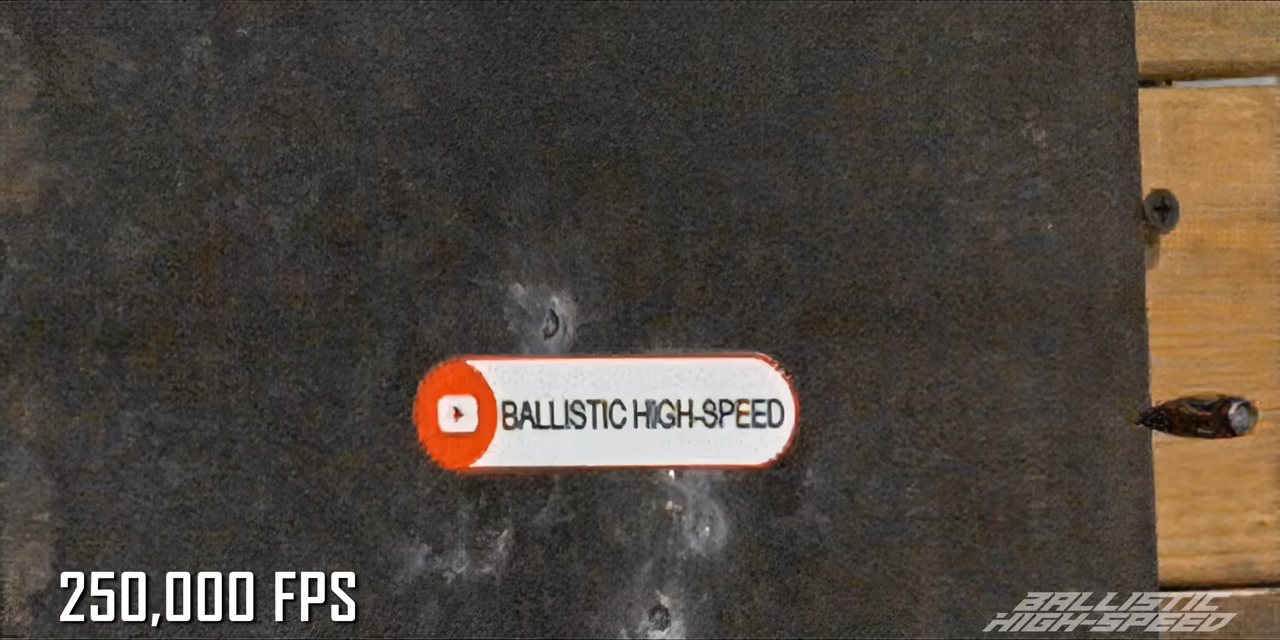 BALLISTIC HIGH-SPEED
250,000 FPS
BALLISTIC
HIGH-SPEED